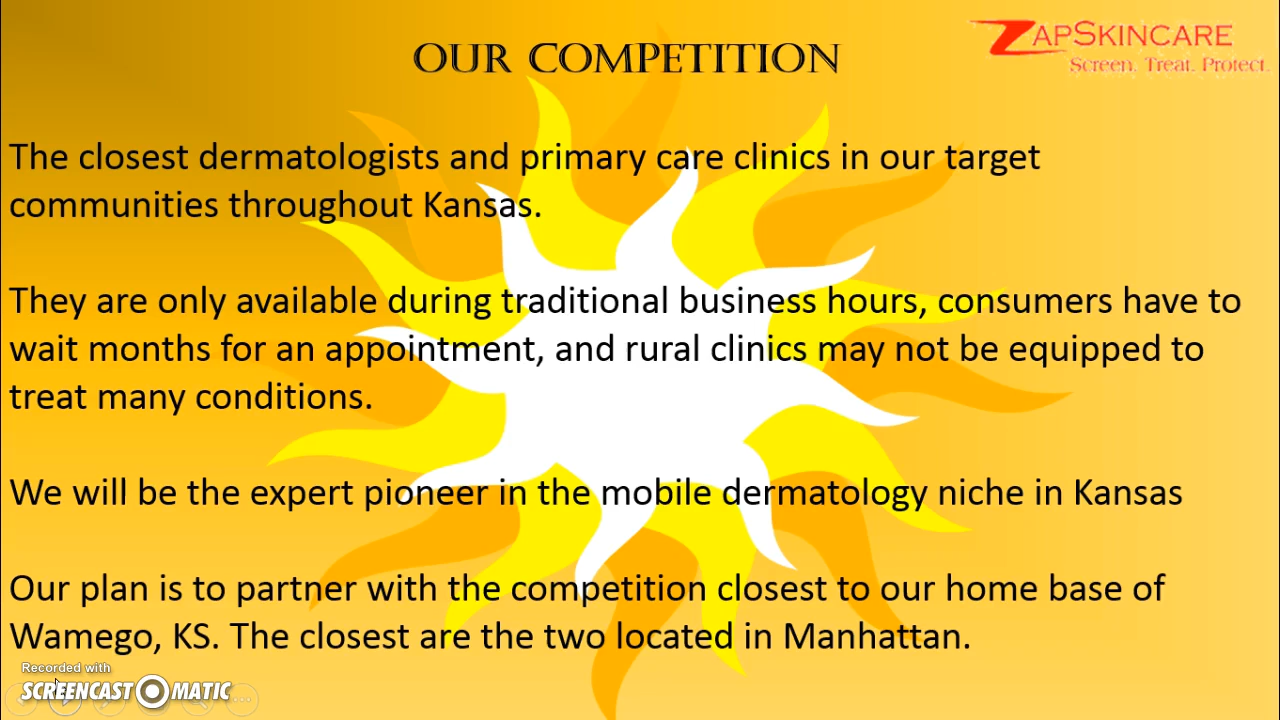 OUR COMPETITION
ZAPSKINCARE
Screen. Treat. Protect.
The closest dermatologists and primary care clinics in our target
communities throughout Kansas.
They are only available during traditional business hours, consumers have to
wait months for an appointment, and rural clinics may not be equipped to
treat many conditions.
We will be the expert pioneer in the mobile dermatology niche in Kansas
Our plan is to partner with the competition closest to our home base of
Wamego, KS. The closest are the two located in Manhattan.
Recorded with
SCREENCAST MATIC